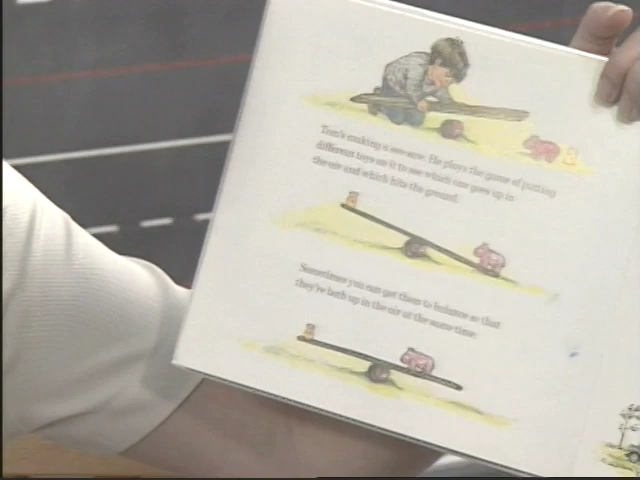 Tom's making a see-saw. He plays the game of putting
different toys on it to see which one goes up in
the air and which hits the ground.
Sometimes you can get them to balance so that
they're both up in the air at the same time.